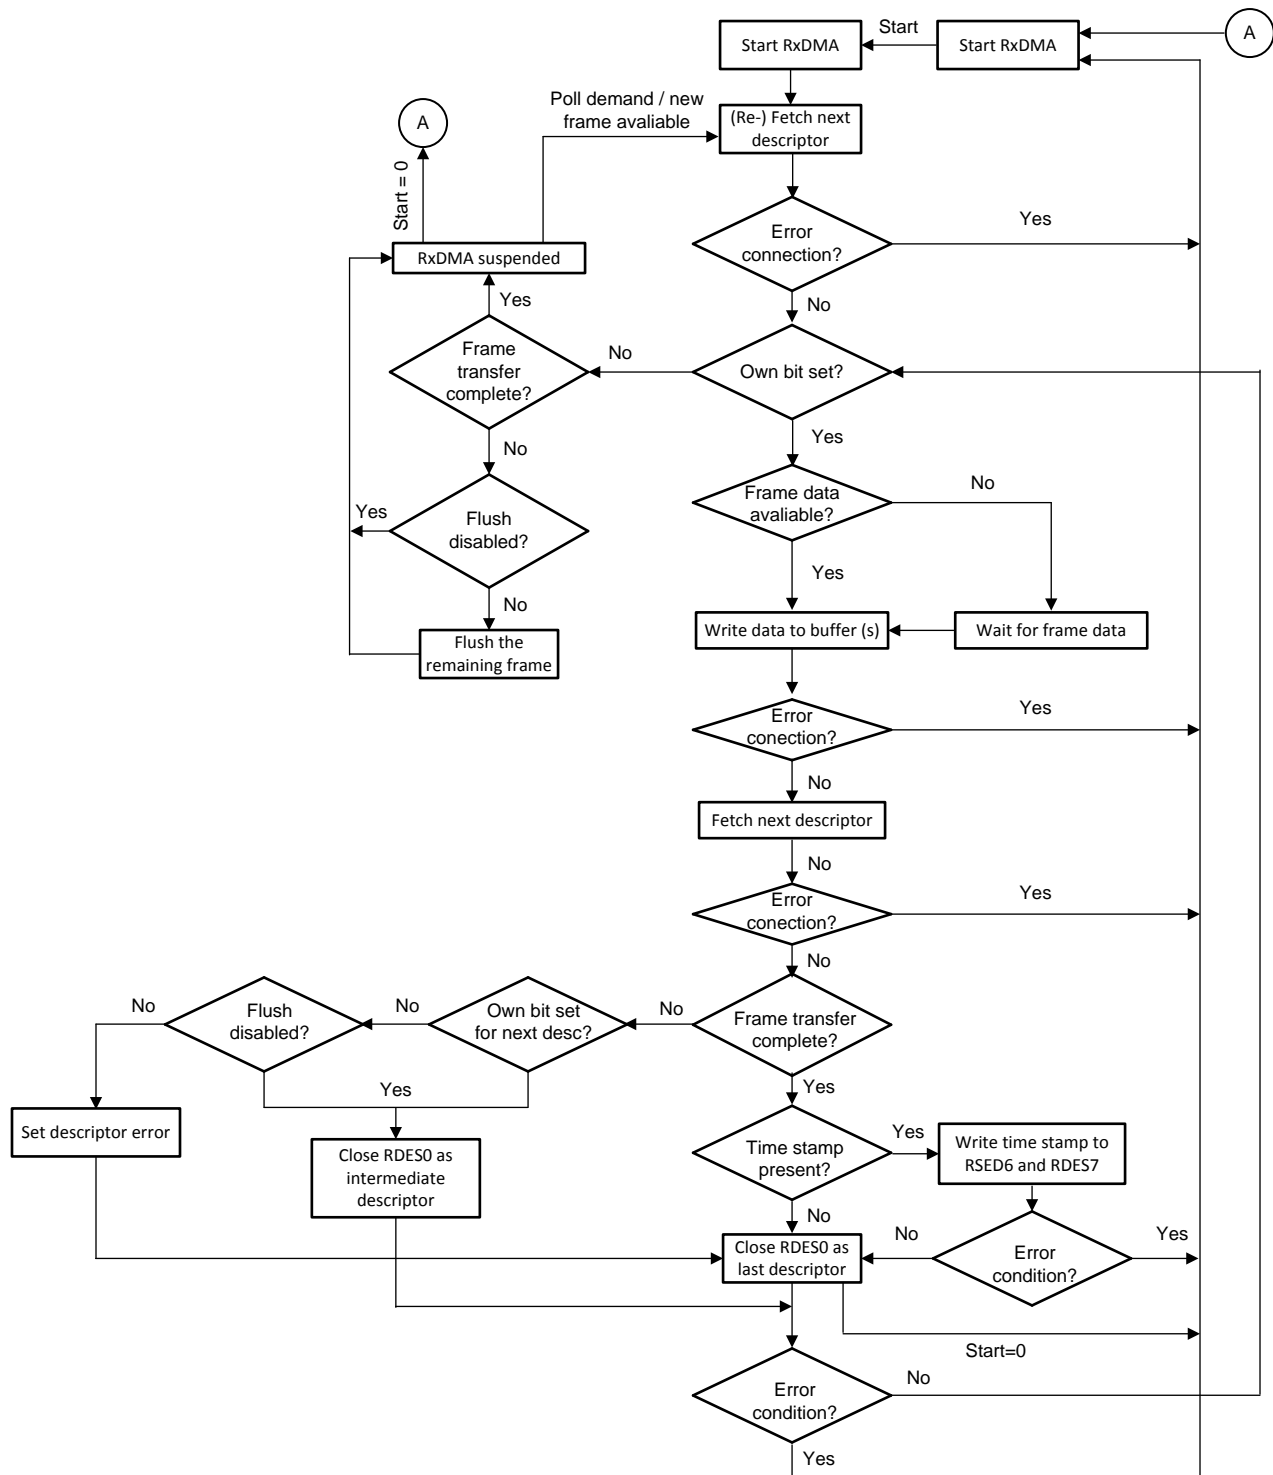 Start RxDMA
Start
Start RxDMA
A
Poll demand / new
frame avaliable
(Re-) Fetch next
descriptor
A
Start = 0
Error
connection?
Yes
RxDMA suspended
Yes
No
Frame
transfer
complete?
No
Own bit set?
No
Yes
Frame data
avaliable?
No
Yes
Flush
disabled?
Yes
No
Write data to buffer (s)
Wait for frame data
Flush the
remaining frame
Error
conection?
Yes
No
Fetch next descriptor
No
Error
conection?
Yes
No
No
Flush
disabled?
No
Own bit set
for next desc?
No
Frame transfer
complete?
Yes
Yes
Set descriptor error
Close RDES0 as
intermediate
descriptor
Time stamp
present?
Yes
Write time stamp to
RSED6 and RDES7
No
Close RDES0 as
last descriptor
No
Error
condition?
Yes
Start=0
Error
condition?
No
Yes